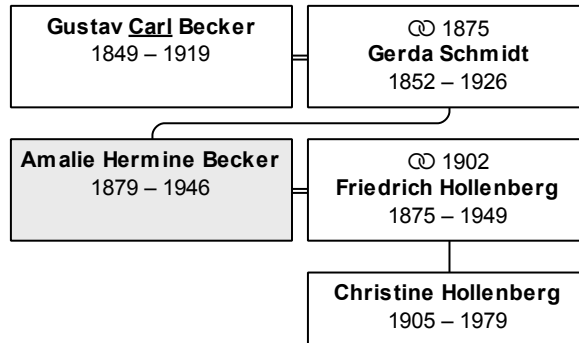 Gustav Carl Becker
1849 – 1919
⚭ 1875
Gerda Schmidt
1852 – 1926
Amalie Hermine Becker
1879 – 1946
⚭ 1902
Friedrich Hollenberg
1875 – 1949
Christine Hollenberg
1905 – 1979